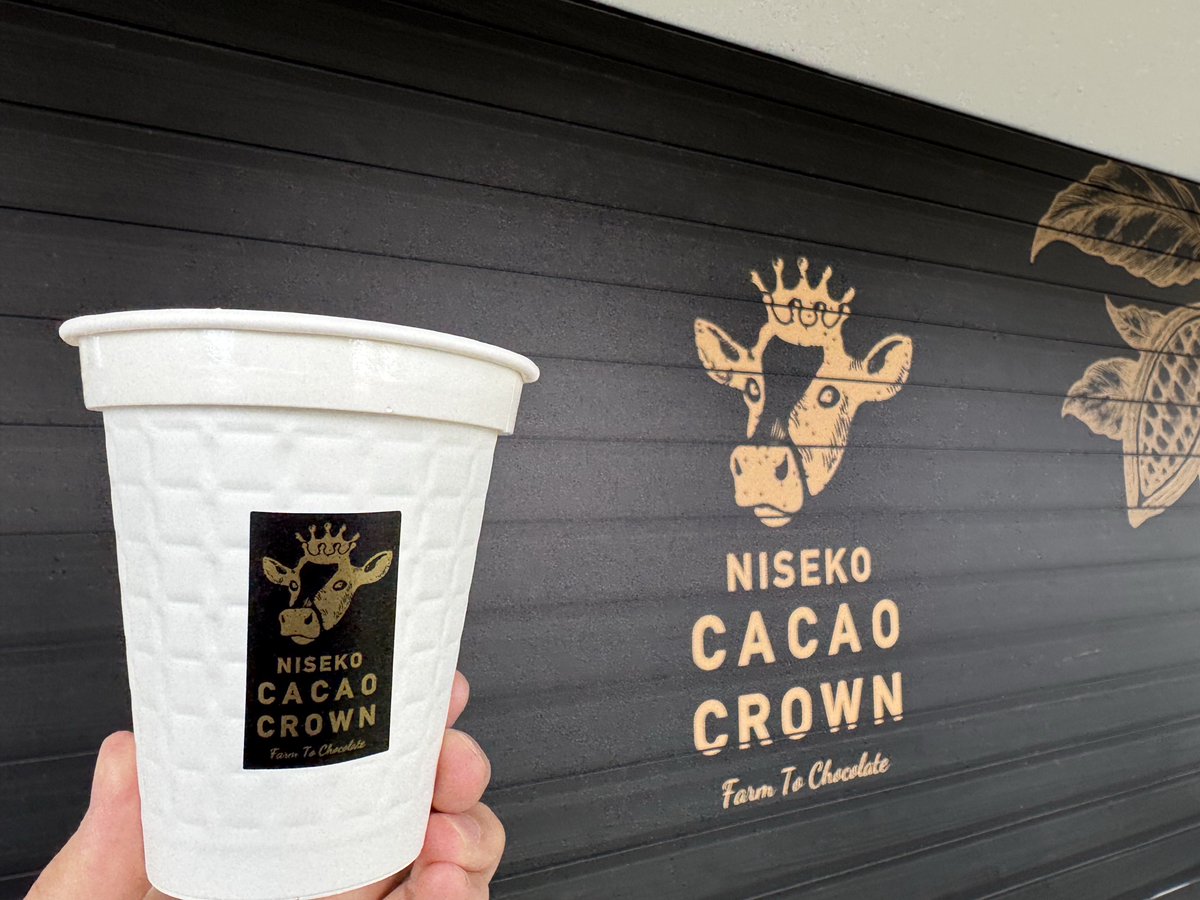 NISEKO
CACAO
CROWN
Farm To Chocolate
NISEKO
CACAO
CROWN
Farm To Chocolate